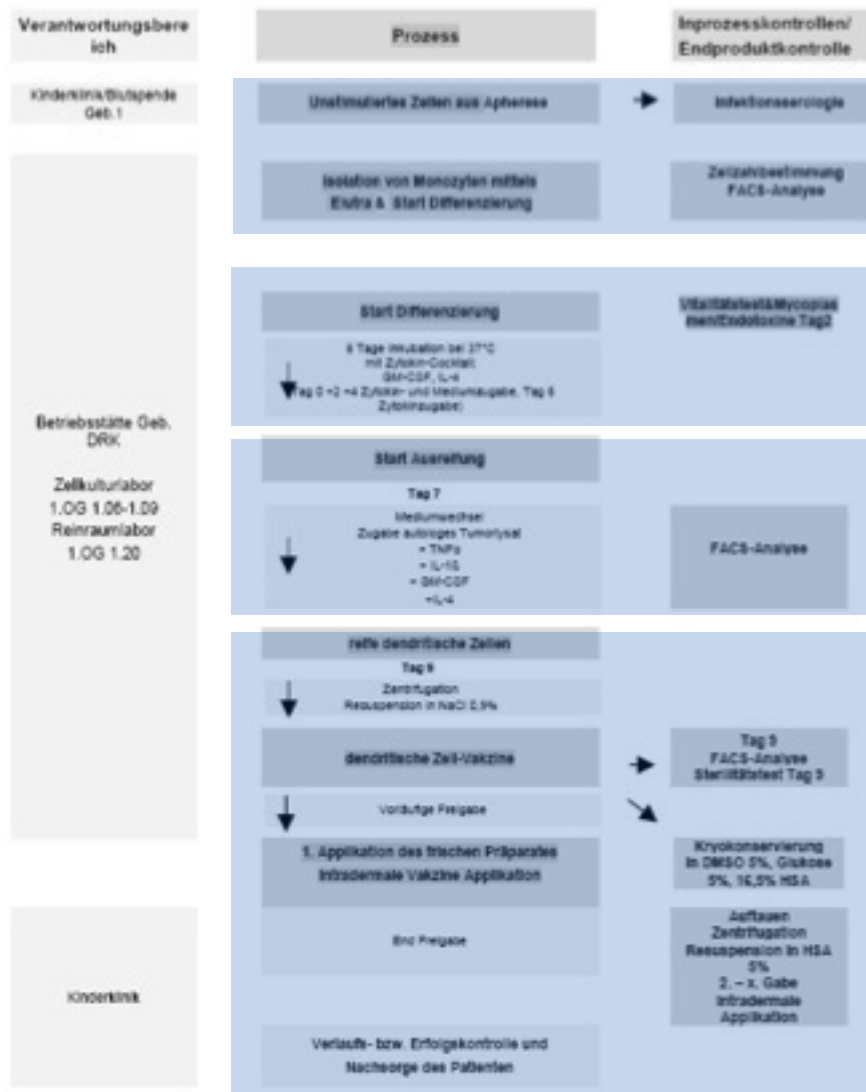 Verantwortungsbere
ich
Prozess
Inprozesskontrollen/
Endproduktkontrolle
Kinderklinik/Blutspende
Geb.1
Unstimuliertes Zellen aus Apherese
Infektionsserologie
Isolation von Monozyten mittels
Elutra & Start Differenzierung
Zellzahlbestimmung
FACS-Analyse
Betriebsstätte Geb.
DRK
Zellkulturlabor
1.OG 1.06-1.09
Reinraumlabor
1.OG 1.20
Start Differenzierung
Tage Inkubation bei 37°C
mit Zytokin-Cocktail:
GM-CSF, IL-4
Tag 0 +2 +4 Zytokin- und Mediumzugabe, Tag 6
Zytokinzugabe)
Vitalitätstest&Mycoplas
men/Endotoxine Tag2
Start Ausreifung
Tag 7
Mediumwechsel
Zugabe autologes Tumorlysat
+ TNFα
+ GM-CSF
+IL-4
FACS-Analyse
reife dendritische Zellen
Tag 9
Zentrifugation
Resuspension in NaCl 0,9%
dendritische Zell-Vakzine
Tag 9
FACS-Analyse
Sterilitätstest Tag 9
Vorläufige Freigabe
1. Applikation des frischen Präparates
Intradermale Vakzine Applikation
Kryokonservierung
in DMSO 5%, Glukose
5%, 16,5% HSA
End Freigabe
Auftauen
Zentrifugation
Resuspension in HSA
5%
2. – x. Gabe
Intradermale
Applikation
Kinderklinik
Verlaufs- bzw. Erfolgskontrolle und
Nachsorge des Patienten